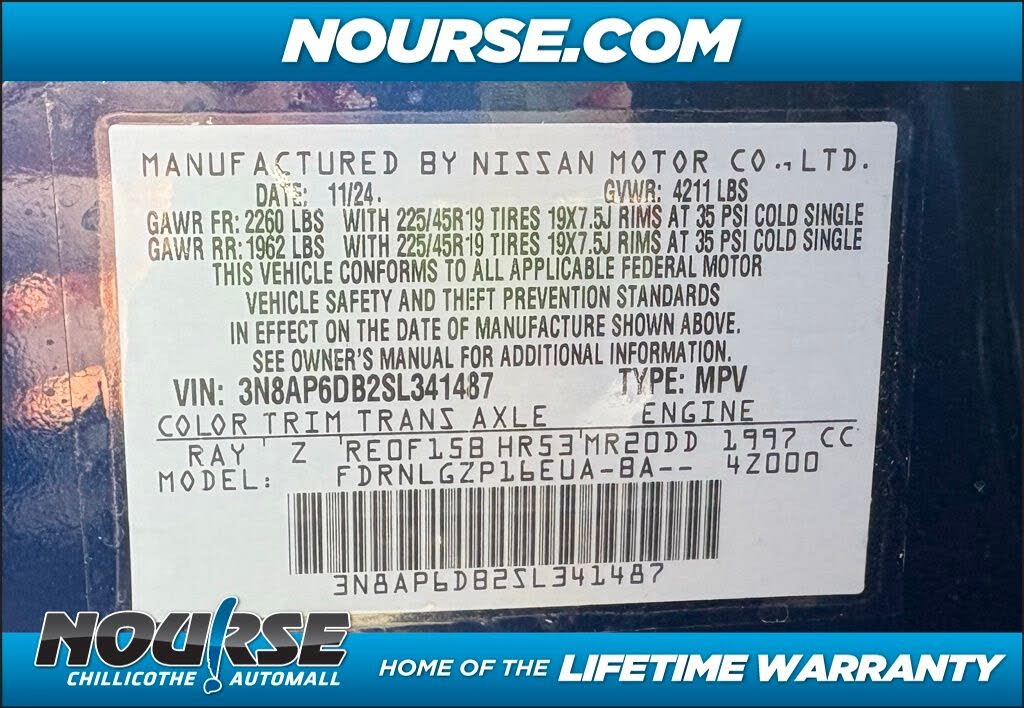 NOURSE.COM
MANUFACTURED BY NISSAN MOTOR CO., LTD.
DATE: 11/24. GVWR: 4211 LBS
GAWR FR: 2260 LBS WITH 225/45R19 TIRES 19X7.5J RIMS AT 35 PSI COLD SINGLE
GAWR RR: 1962 LBS WITH 225/45R19 TIRES 19X7.5J RIMS AT 35 PSI COLD SINGLE
THIS VEHICLE CONFORMS TO ALL APPLICABLE FEDERAL MOTOR
VEHICLE SAFETY AND THEFT PREVENTION STANDARDS
IN EFFECT ON THE DATE OF MANUFACTURE SHOWN ABOVE.
SEE OWNER'S MANUAL FOR ADDITIONAL INFORMATION.
VIN: 3N8AP6DB2SL341487 TYPE: MPV
COLOR TRIM TRANS AXLE ENGINE
RAY Z RE0F15B HR53 MR20DD 1997 CC
MODEL: FDRNLGZP16EUA-BA-- 4Z000
3N8AP6DB2SL341487
NOURSE
CHILLICOTHE AUTOMALL
HOME OF THE LIFETIME WARRANTY